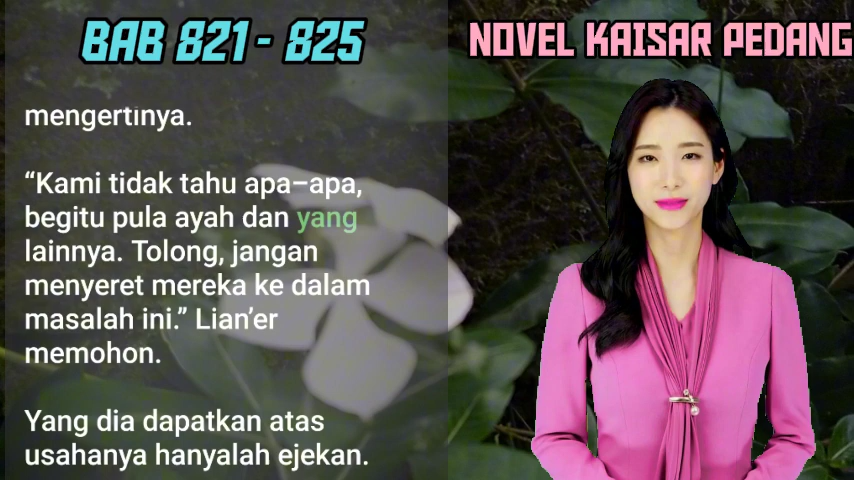 BAB 821 - 825
NOVEL KAISAR PEDANG
mengertinya.
“Kami tidak tahu apa–apa,
begitu pula ayah dan yang
lainnya. Tolong, jangan
menyeret mereka ke dalam
masalah ini.” Lian’er
memohon.
Yang dia dapatkan atas
usahanya hanyalah ejekan.